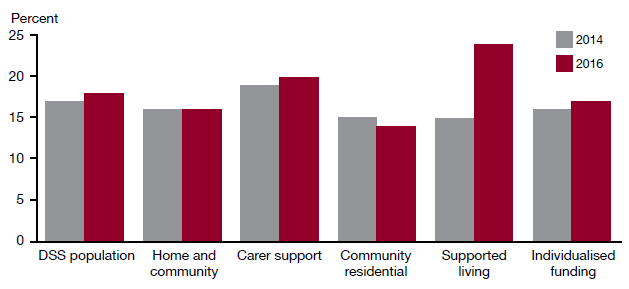 Percent
25
20
15
10
5
0
2014
2016
DSS population
Home and
community
Carer support
Community
residential
Supported
living
Individualised
funding